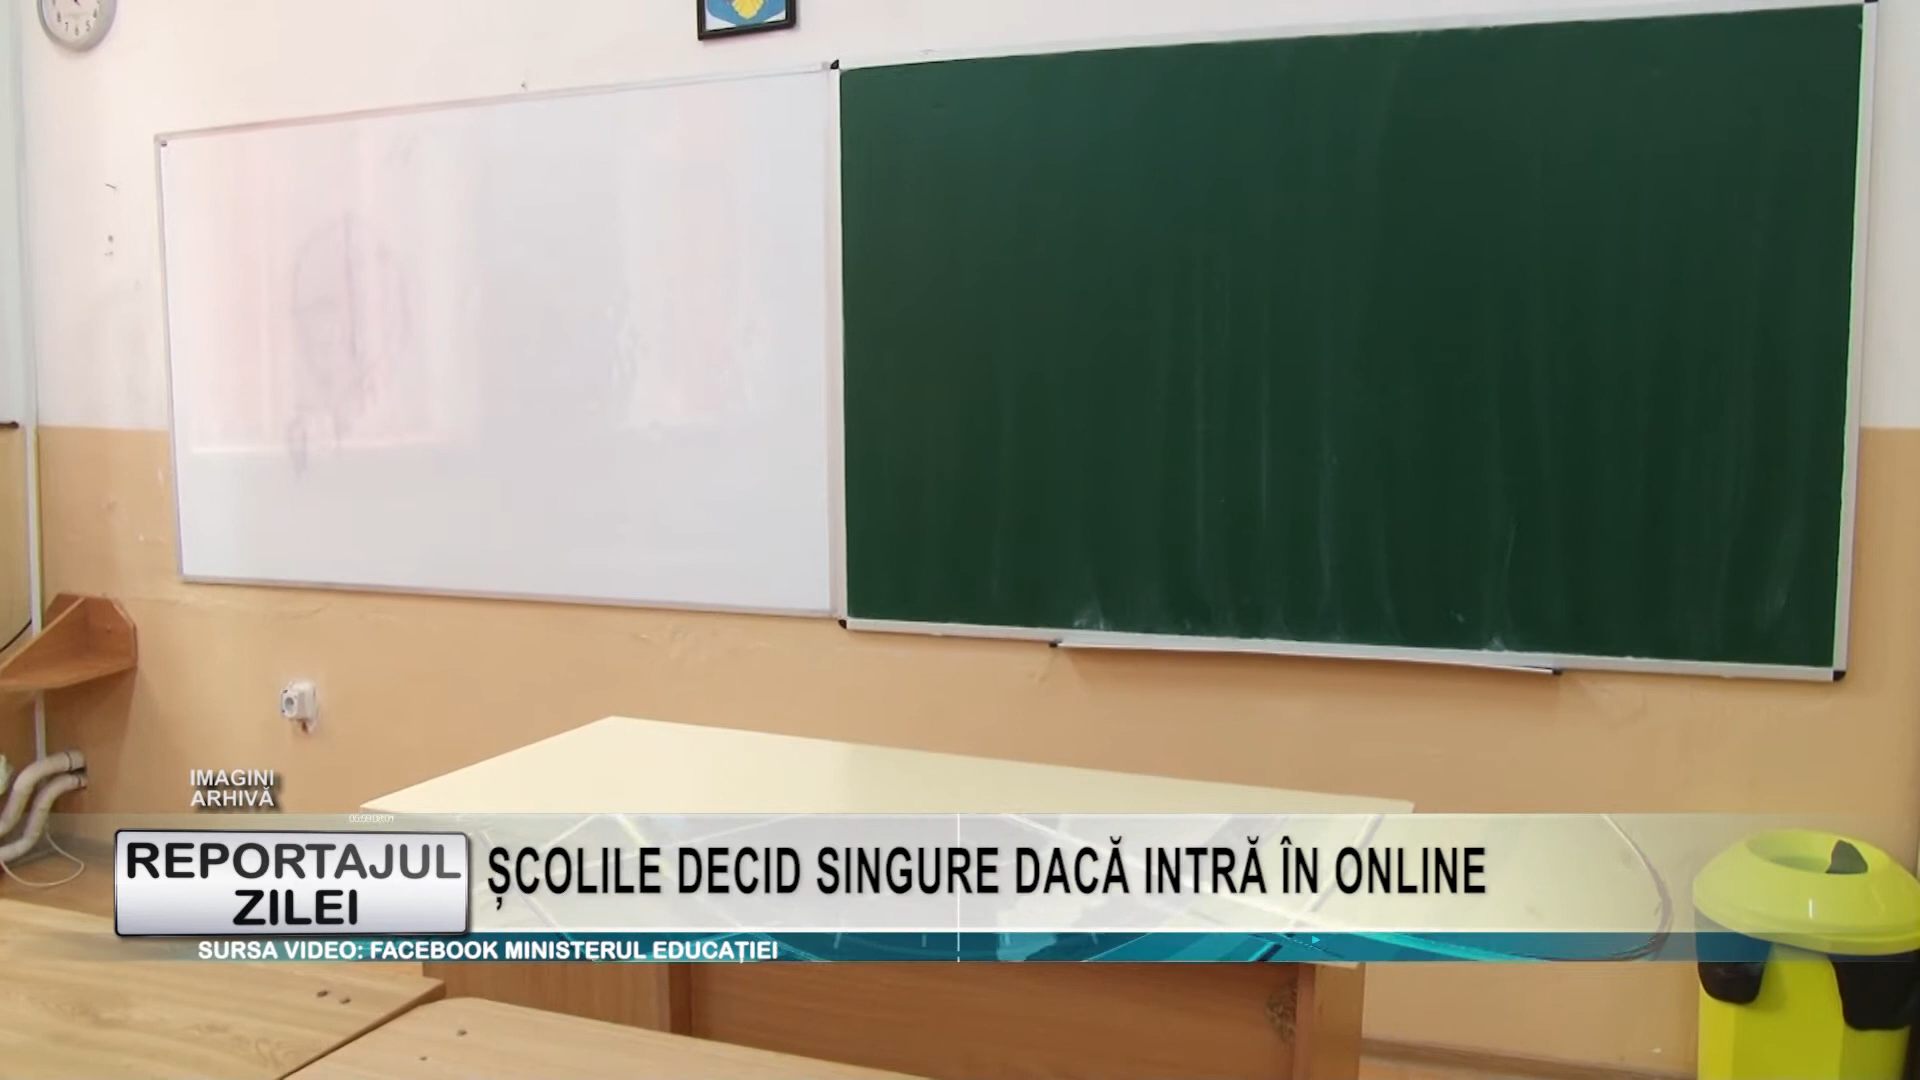 IMAGINI
ARHIVĂ
REPORTAJUL
ZILEI
ȘCOLILE DECID SINGURE DACĂ INTRĂ ÎN ONLINE
SURSA VIDEO: FACEBOOK MINISTERUL EDUCAȚIEI